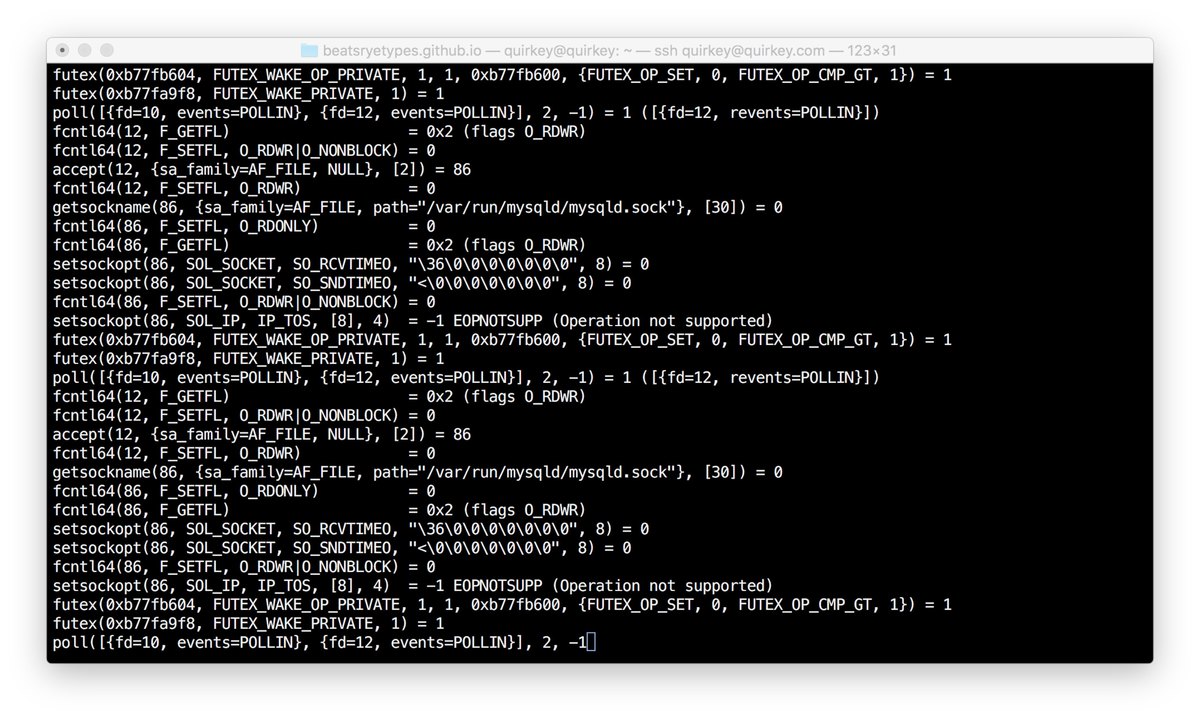 beatsryetypes.github.io — quirkey@quirkey: ~ — ssh quirkey@quirkey.com — 123×31
futex(0xb77fb604, FUTEX_WAKE_OP_PRIVATE, 1, 1, 0xb77fb600, {FUTEX_OP_SET, 0, FUTEX_OP_CMP_GT, 1}) = 1
futex(0xb77fa9f8, FUTEX_WAKE_PRIVATE, 1) = 1
poll([{fd=10, events=POLLIN}, {fd=12, events=POLLIN}], 2, -1) = 1 ([{fd=12, revents=POLLIN}])
fcntl64(12, F_GETFL)                    = 0x2 (flags O_RDWR)
fcntl64(12, F_SETFL, O_RDWR|O_NONBLOCK) = 0
accept(12, {sa_family=AF_FILE, NULL}, [2]) = 86
fcntl64(12, F_SETFL, O_RDWR)            = 0
getsockname(86, {sa_family=AF_FILE, path="/var/run/mysqld/mysqld.sock"}, [30]) = 0
fcntl64(86, F_SETFL, O_RDONLY)          = 0
fcntl64(86, F_GETFL)                    = 0x2 (flags O_RDWR)
setsockopt(86, SOL_SOCKET, SO_RCVTIMEO, "\36\0\0\0\0\0\0\0", 8) = 0
setsockopt(86, SOL_SOCKET, SO_SNDTIMEO, "<\0\0\0\0\0\0\0", 8) = 0
fcntl64(86, F_SETFL, O_RDWR|O_NONBLOCK) = 0
setsockopt(86, SOL_IP, IP_TOS, [8], 4)  = -1 EOPNOTSUPP (Operation not supported)
futex(0xb77fb604, FUTEX_WAKE_OP_PRIVATE, 1, 1, 0xb77fb600, {FUTEX_OP_SET, 0, FUTEX_OP_CMP_GT, 1}) = 1
futex(0xb77fa9f8, FUTEX_WAKE_PRIVATE, 1) = 1
poll([{fd=10, events=POLLIN}, {fd=12, events=POLLIN}], 2, -1) = 1 ([{fd=12, revents=POLLIN}])
fcntl64(12, F_GETFL)                    = 0x2 (flags O_RDWR)
fcntl64(12, F_SETFL, O_RDWR|O_NONBLOCK) = 0
accept(12, {sa_family=AF_FILE, NULL}, [2]) = 86
fcntl64(12, F_SETFL, O_RDWR)            = 0
getsockname(86, {sa_family=AF_FILE, path="/var/run/mysqld/mysqld.sock"}, [30]) = 0
fcntl64(86, F_SETFL, O_RDONLY)          = 0
fcntl64(86, F_GETFL)                    = 0x2 (flags O_RDWR)
setsockopt(86, SOL_SOCKET, SO_RCVTIMEO, "\36\0\0\0\0\0\0\0", 8) = 0
setsockopt(86, SOL_SOCKET, SO_SNDTIMEO, "<\0\0\0\0\0\0\0", 8) = 0
fcntl64(86, F_SETFL, O_RDWR|O_NONBLOCK) = 0
setsockopt(86, SOL_IP, IP_TOS, [8], 4)  = -1 EOPNOTSUPP (Operation not supported)
futex(0xb77fb604, FUTEX_WAKE_OP_PRIVATE, 1, 1, 0xb77fb600, {FUTEX_OP_SET, 0, FUTEX_OP_CMP_GT, 1}) = 1
futex(0xb77fa9f8, FUTEX_WAKE_PRIVATE, 1) = 1
poll([{fd=10, events=POLLIN}, {fd=12, events=POLLIN}], 2, -1